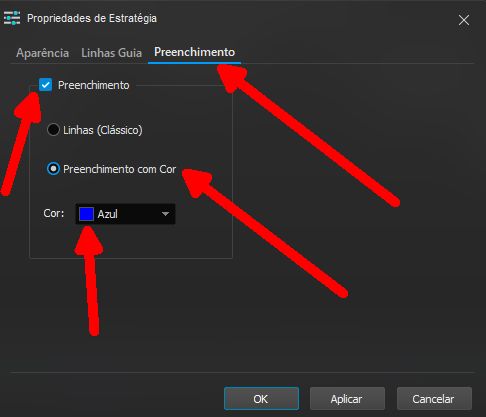 Propriedades de Estratégia
Aparência Linhas Guia Preenchimento
Preenchimento
Linhas (Clássico)
Preenchimento com Cor
Cor: Azul
OK Aplicar Cancelar